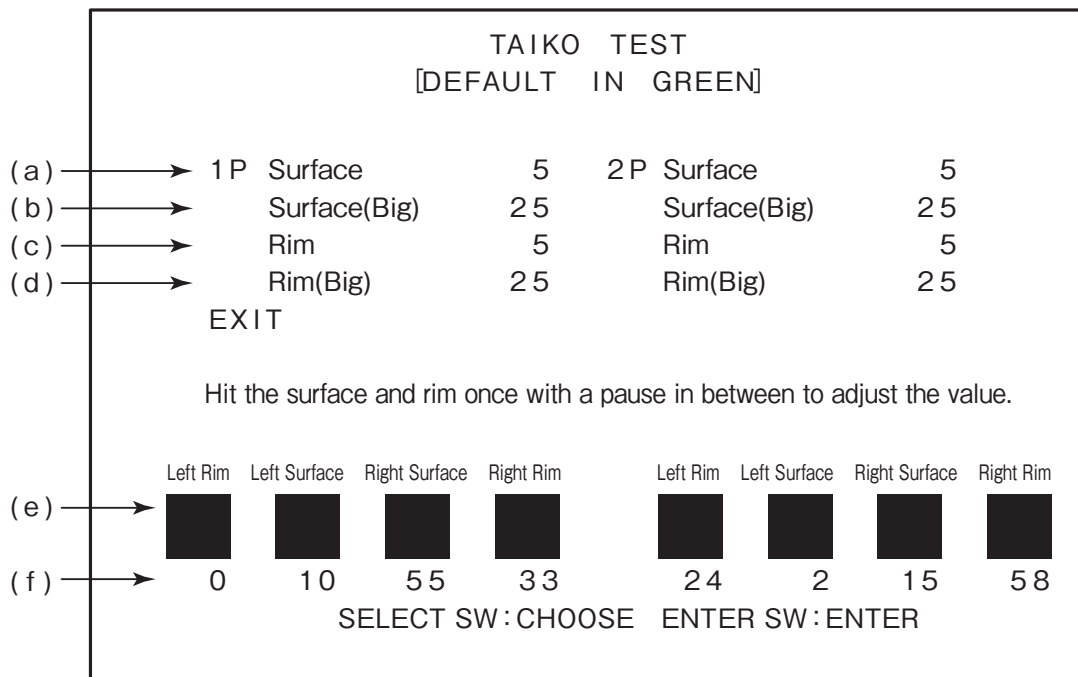 TAIKO TEST
[DEFAULT IN GREEN]
(a) 1P Surface 5 2P Surface 5
(b) Surface(Big) 25 Surface(Big) 25
(c) Rim 5 Rim 5
(d) Rim(Big) 25 Rim(Big) 25
EXIT
Hit the surface and rim once with a pause in between to adjust the value.
Left Rim Left Surface Right Surface Right Rim Left Rim Left Surface Right Surface Right Rim
(e)
(f) 0 10 55 33 24 2 15 58
SELECT SW:CHOOSE ENTER SW:ENTER